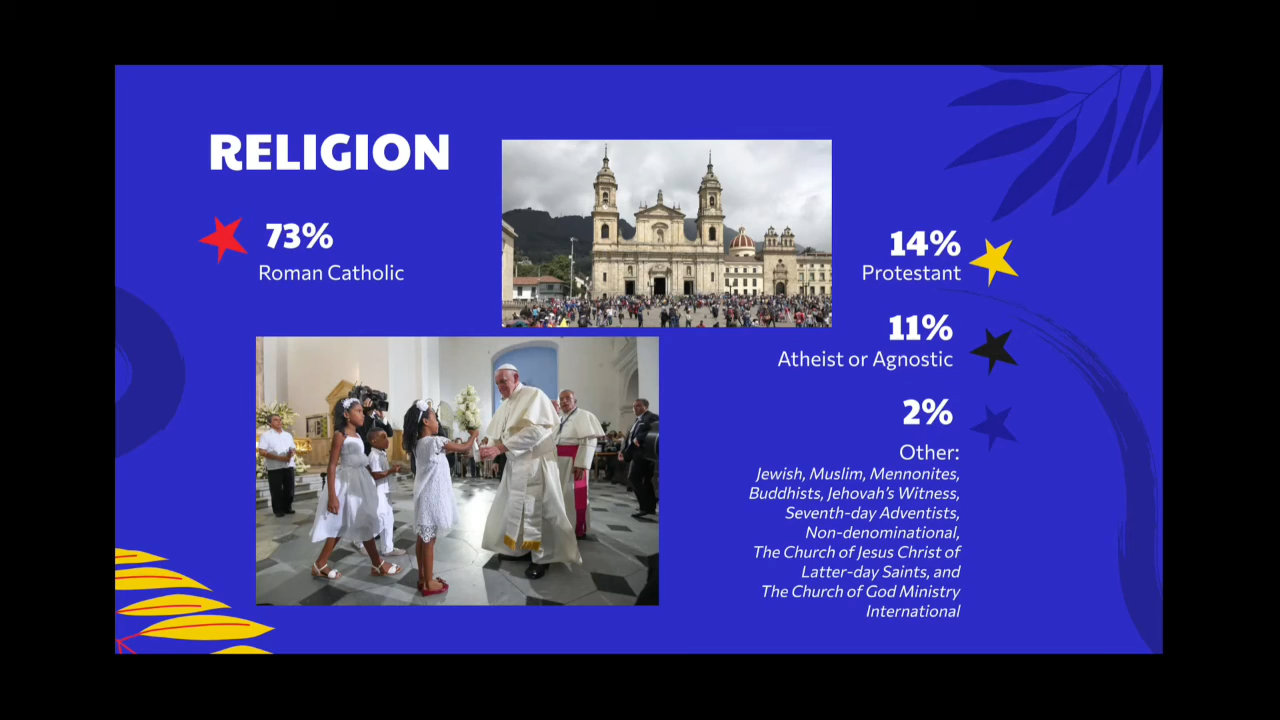 RELIGION
73%
Roman Catholic
14%
Protestant
11%
Atheist or Agnostic
2%
Other:
Jewish, Muslim, Mennonites,
Buddhists, Jehovah's Witness,
Seventh-day Adventists,
Non-denominational,
The Church of Jesus Christ of
Latter-day Saints, and
The Church of God Ministry
International